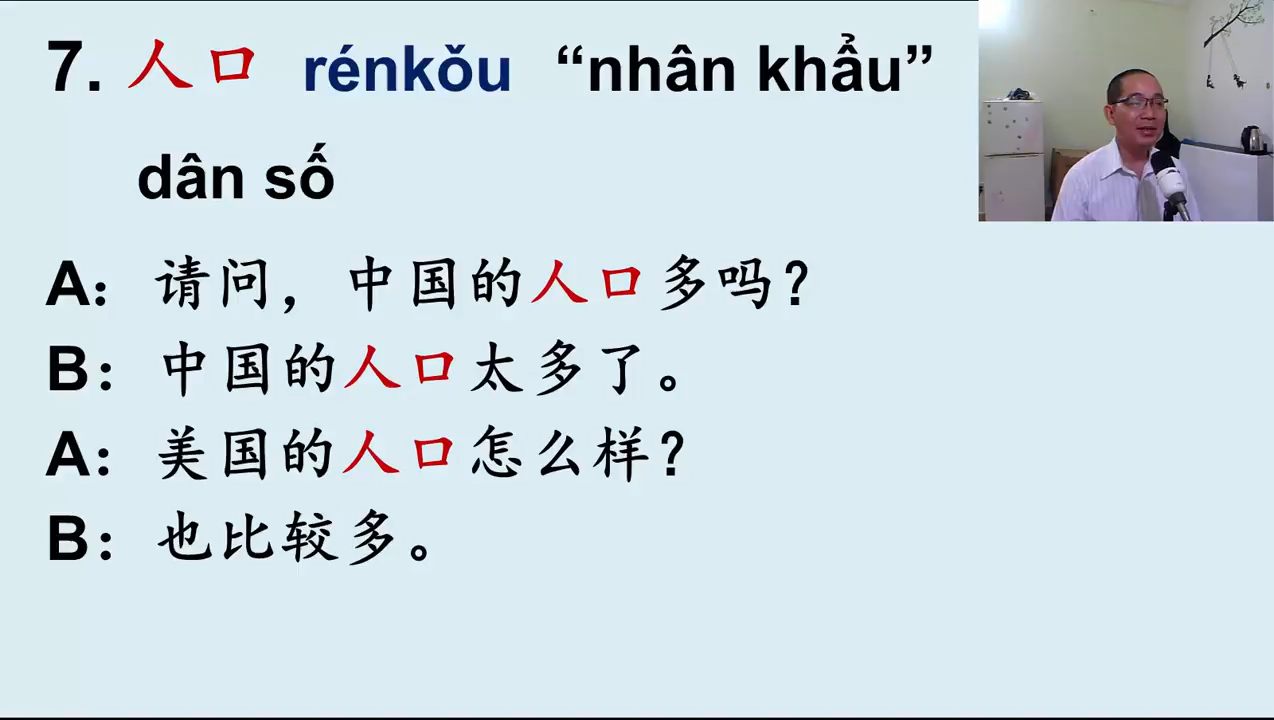 7. 人口 rénkǒu “nhân khẩu”
dân số
A：请问，中国的人口多吗？
B：中国的人口太多了。
A：美国的人口怎么样？
B：也比较多。